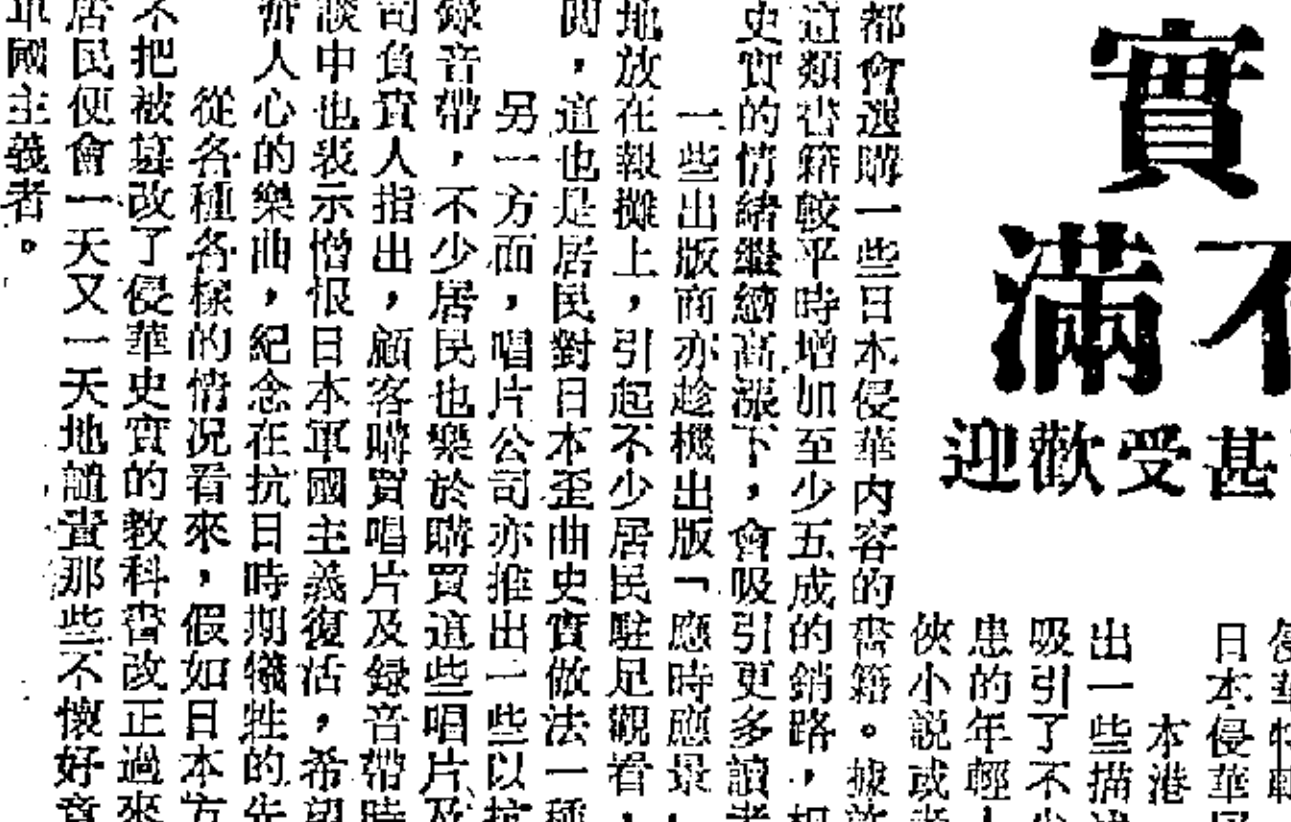 實
不滿
甚受歡迎
日本侵華
本港
出一些描
吸引了不
患的年輕
俠小説或
都會選購一些日本侵華内容的書籍。據
這類書籍較平時增加至少五成的銷路，
史實的情緒繼續高漲下，會吸引更多讀者
一些出版商亦趁機出版「應時應景」
地放在報攤上，引起不少居民駐足觀看，
閱，這也是居民對日本歪曲史實做法一種
另一方面，唱片公司亦推出一些以抗
錄音帶，不少居民也樂於購買這些唱片及
司負責人指出，顧客購買唱片及録音帶時
談中也表示憎恨日本軍國主義復活，希望
人心的樂曲，紀念在抗日時期犧牲的先
從各種各樣的情况看來，假如日本方
不把被篡改了侵華史實的教科書改正過來
居民便會一天又一天地譴責那些不懷好意
軍國主義者。